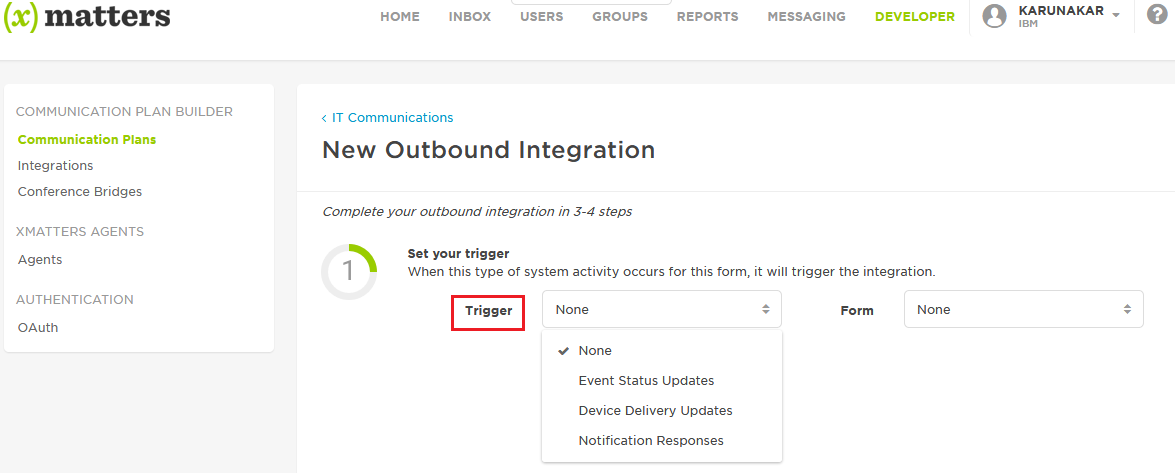 (x) matters
HOME INBOX USERS GROUPS REPORTS MESSAGING DEVELOPER KARUNAKAR
IBM
?
COMMUNICATION PLAN BUILDER
Communication Plans
Integrations
Conference Bridges
XMATTERS AGENTS
Agents
AUTHENTICATION
OAuth
‹ IT Communications
New Outbound Integration
Complete your outbound integration in 3-4 steps
1
Set your trigger
When this type of system activity occurs for this form, it will trigger the integration.
Trigger None Form None
None
Event Status Updates
Device Delivery Updates
Notification Responses